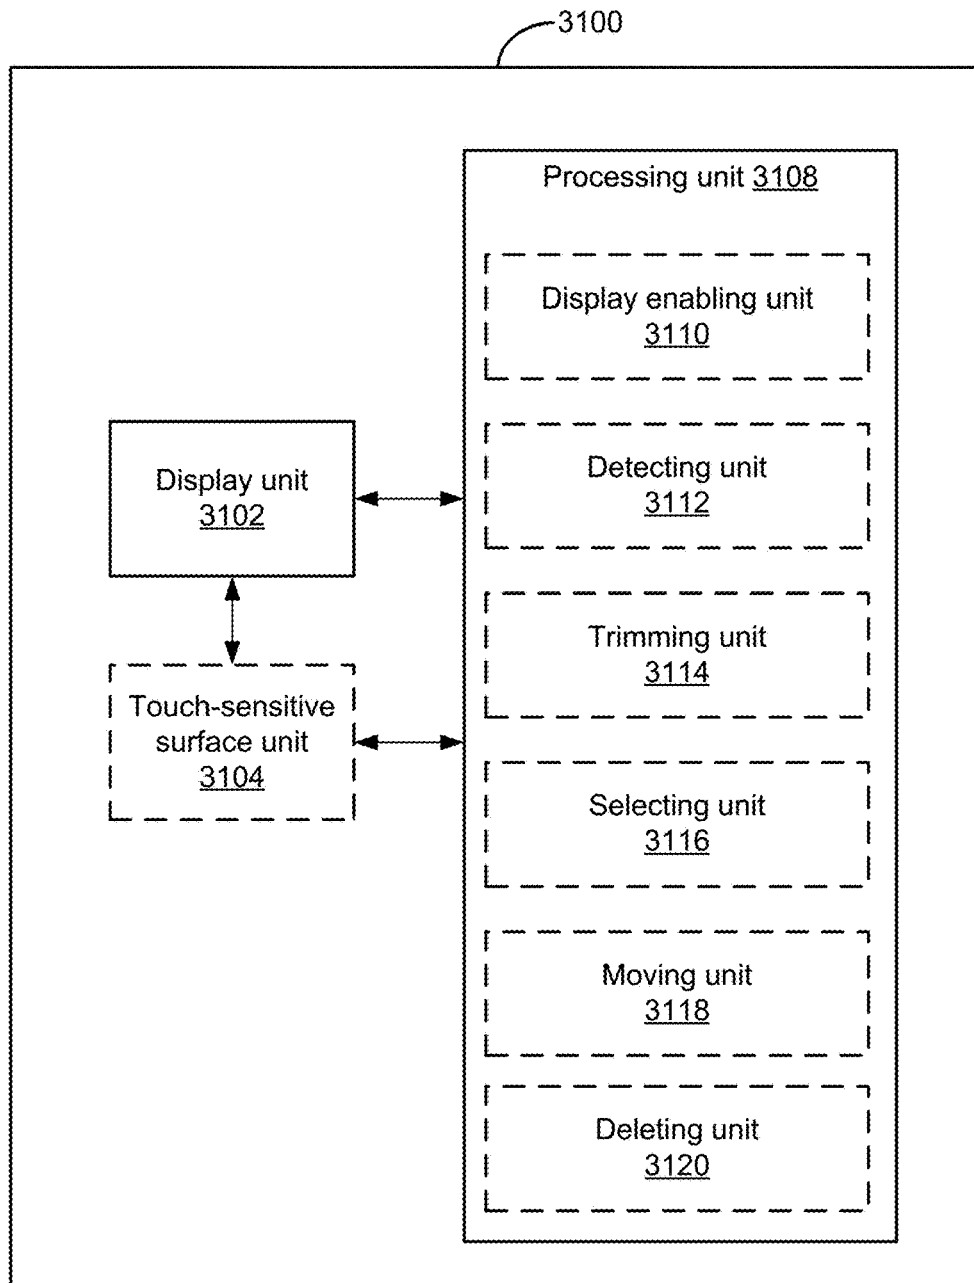 3100
Processing unit 3108
Display enabling unit
3110
Display unit
3102
Detecting unit
3112
Trimming unit
3114
Touch-sensitive
surface unit
3104
Selecting unit
3116
Moving unit
3118
Deleting unit
3120